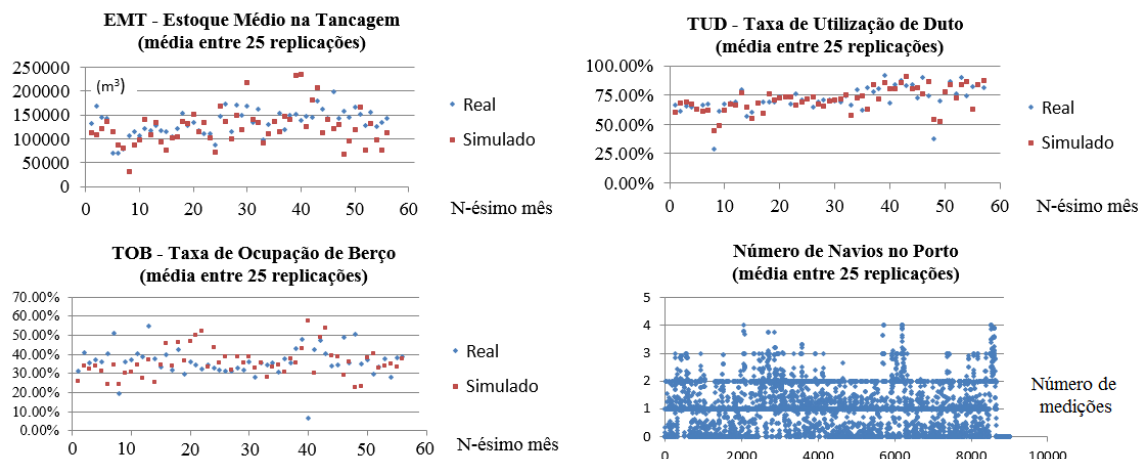 EMT - Estoque Médio na Tancagem
(média entre 25 replicações)
250000
200000
150000
100000
50000
0
(m³)
0
10
20
30
40
50
60
Real
Simulado
N-ésimo mês
TUD - Taxa de Utilização de Duto
(média entre 25 replicações)
100.00%
75.00%
50.00%
25.00%
0.00%
0
10
20
30
40
50
60
Real
Simulado
N-ésimo mês
TOB - Taxa de Ocupação de Berço
(média entre 25 replicações)
70.00%
60.00%
50.00%
40.00%
30.00%
20.00%
10.00%
0.00%
0
10
20
30
40
50
60
Real
Simulado
N-ésimo mês
Número de Navios no Porto
(média entre 25 replicações)
5
4
3
2
1
0
0
2000
4000
6000
8000
10000
Número de
medições